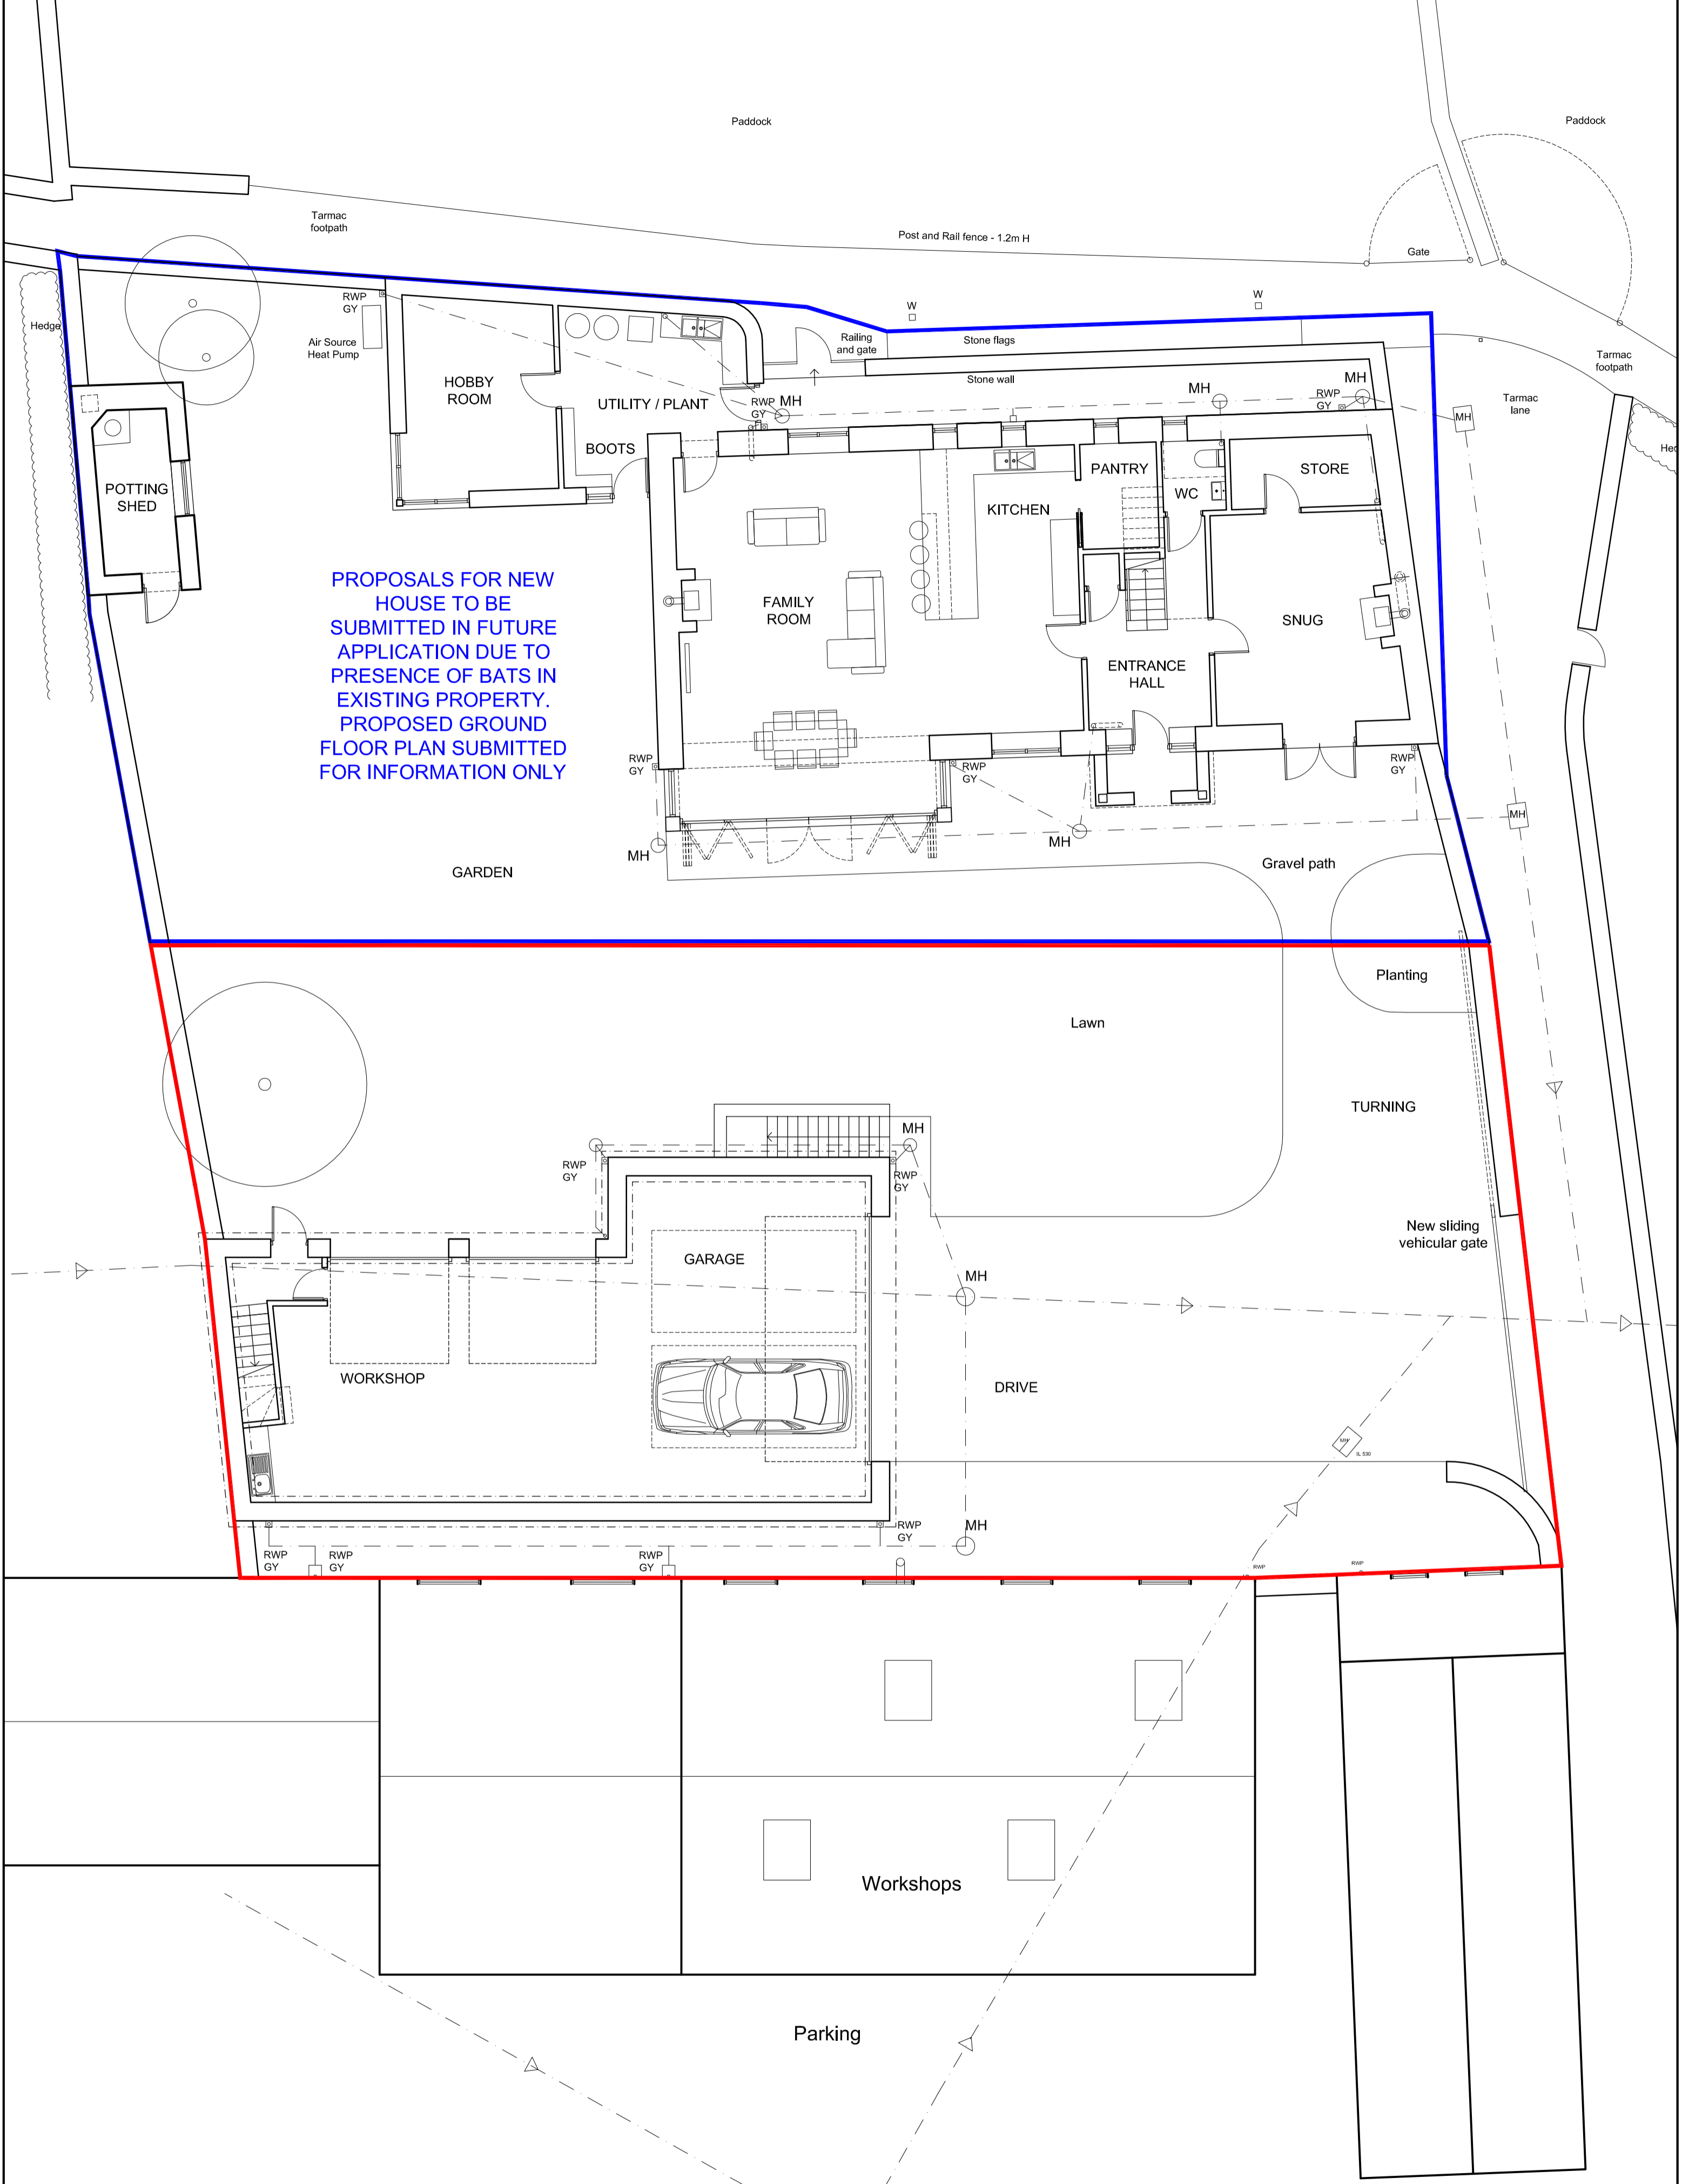 Paddock
Paddock
Tarmac
footpath
Post and Rail fence - 1.2m H
Gate
Hedge
RWP
GY
Air Source
Heat Pump
W
W
Railing
and gate
Stone flags
Stone wall
Tarmac
footpath
Tarmac
lane
HOBBY
ROOM
UTILITY / PLANT
BOOTS
RWP
GY
MH
MH
RWP
GY
MH
MH
POTTING
SHED
KITCHEN
PANTRY
WC
STORE
FAMILY
ROOM
SNUG
ENTRANCE
HALL
PROPOSALS FOR NEW
HOUSE TO BE
SUBMITTED IN FUTURE
APPLICATION DUE TO
PRESENCE OF BATS IN
EXISTING PROPERTY.
PROPOSED GROUND
FLOOR PLAN SUBMITTED
FOR INFORMATION ONLY
RWP
GY
RWP
GY
RWP
GY
MH
MH
MH
GARDEN
Gravel path
Planting
Lawn
TURNING
MH
RWP
GY
RWP
GY
New sliding
vehicular gate
GARAGE
MH
WORKSHOP
DRIVE
MH
IL 530
RWP
GY
MH
RWP
GY
RWP
GY
RWP
GY
RWP
RWP
Workshops
Parking